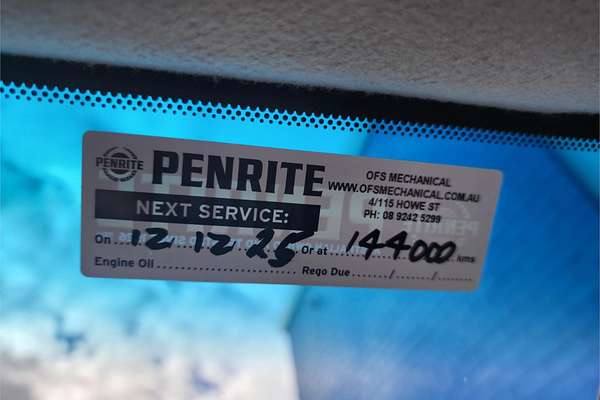 PENRITE PENRITE
OFS MECHANICAL
WWW.OFSMECHANICAL.COM.AU
4/115 HOWE ST
PH: 08 9242 5299
NEXT SERVICE:
On 12.12.25 Or at 144000 kms
Engine Oil Rego Due / /